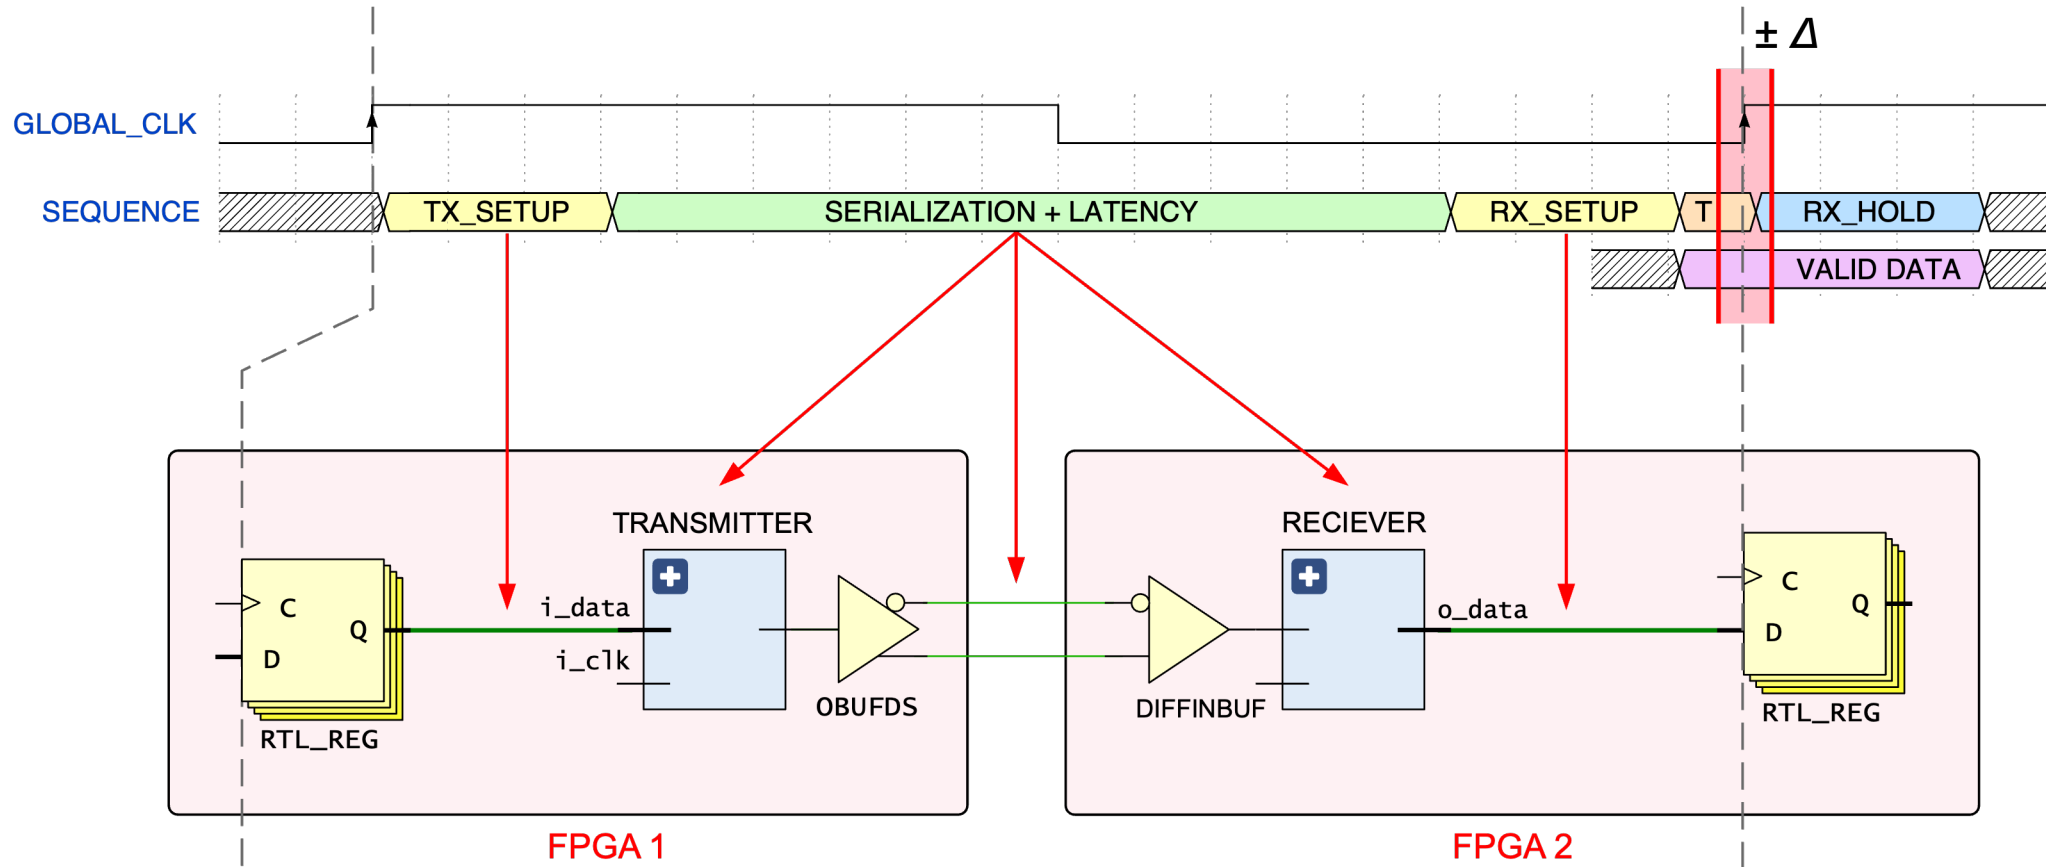 ± Δ
GLOBAL_CLK
SEQUENCE
TX_SETUP
SERIALIZATION + LATENCY
RX_SETUP
T
RX_HOLD
VALID DATA
TRANSMITTER
RECIEVER
C
Q
D
RTL_REG
i_data
i_clk
OBUFDS
DIFFINBUF
o_data
C
Q
D
RTL_REG
FPGA 1
FPGA 2